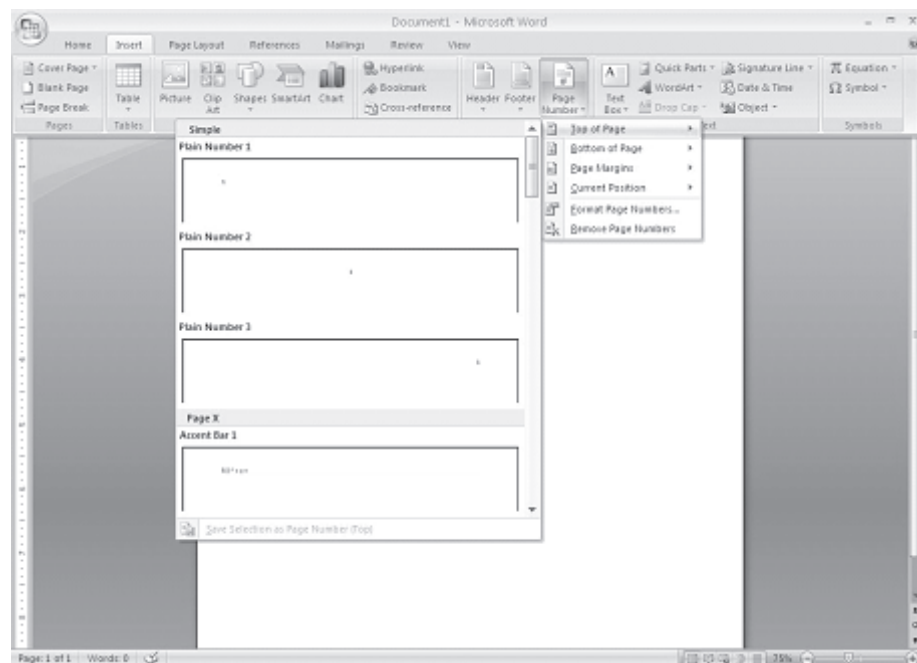 Document1 - Microsoft Word
Home Insert Page Layout References Mailings Review View
Cover Page
Blank Page
Page Break
Pages
Table
Tables
Picture Clip Art Shapes SmartArt Chart
Hyperlink
Bookmark
Cross-reference
Header Footer Page Number
Text Box
Quick Parts
WordArt
Drop Cap
Signature Line
Date & Time
Object
Equation
Symbol
Symbols
Top of Page
Bottom of Page
Page Margins
Current Position
Format Page Numbers...
Remove Page Numbers
Simple
Plain Number 1
Plain Number 2
Plain Number 3
Page X
Accent Bar 1
Save Selection as Page Number (Top)
Page: 1 of 1 Words: 0
75%